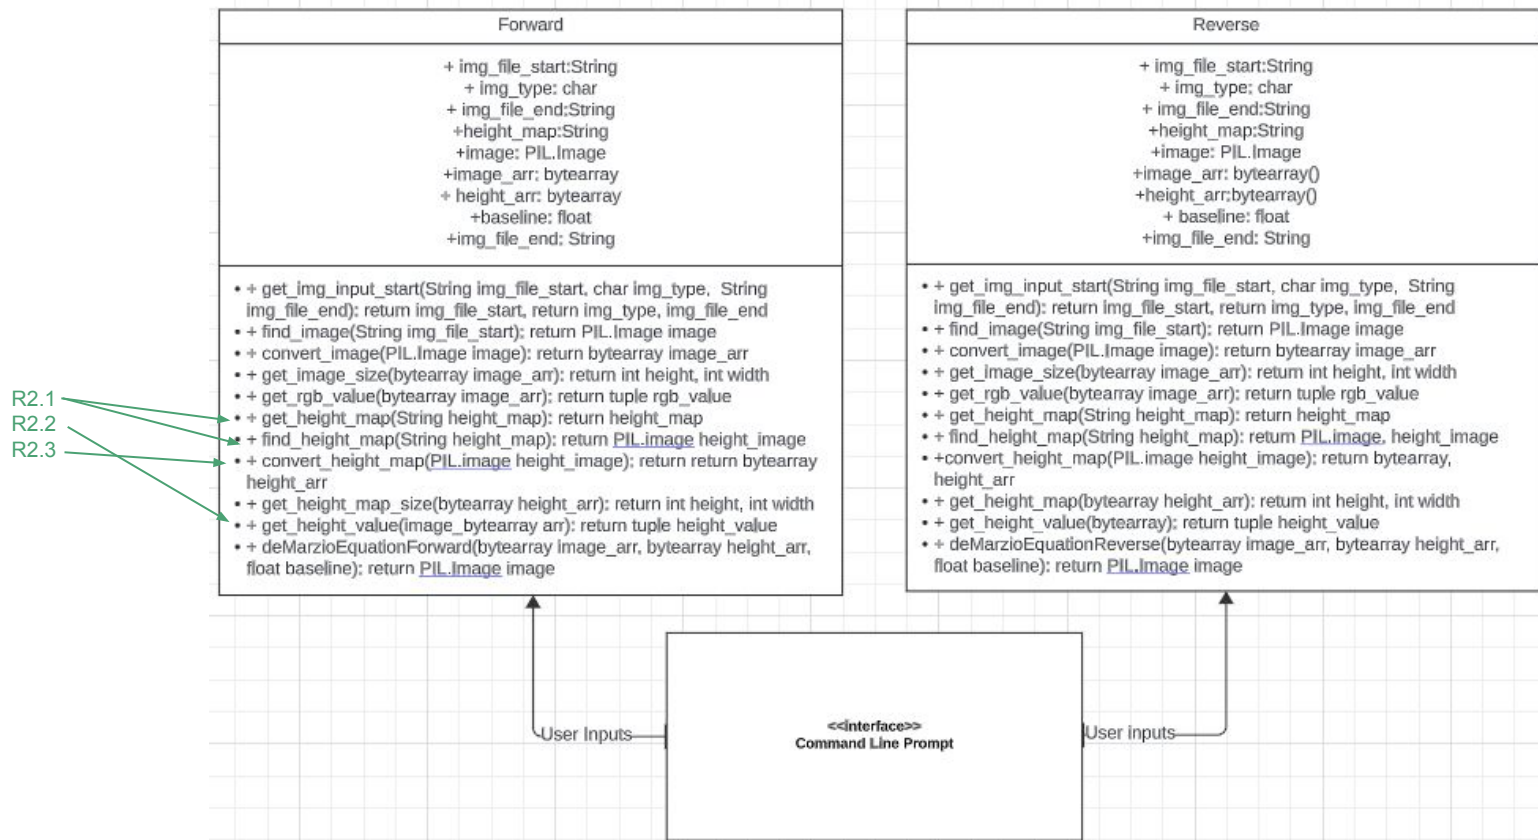 Forward
+ img_file_start:String
+ img_type: char
+ img_file_end:String
+height_map:String
+image: PIL.Image
+image_arr: bytearray
+ height_arr: bytearray
+baseline: float
+img_file_end: String
• + get_img_input_start(String img_file_start, char img_type, String
img_file_end): return img_file_start, return img_type, img_file_end
• + find_image(String img_file_start): return PIL.Image image
• + convert_image(PIL.Image image): return bytearray image_arr
• + get_image_size(bytearray image_arr): return int height, int width
• + get_rgb_value(bytearray image_arr): return tuple rgb_value
• + get_height_map(String height_map): return height_map
• + find_height_map(String height_map): return PIL.image height_image
• + convert_height_map(PIL.image height_image): return return bytearray
height_arr
• + get_height_map_size(bytearray height_arr): return int height, int width
• + get_height_value(image_bytearray arr): return tuple height_value
• + deMarzioEquationForward(bytearray image_arr, bytearray height_arr,
float baseline): return PIL.Image image
Reverse
+ img_file_start:String
+ img_type: char
+ img_file_end:String
+height_map:String
+image: PIL.Image
+image_arr: bytearray()
+height_arr:bytearray()
+ baseline: float
+img_file_end: String
• + get_img_input_start(String img_file_start, char img_type, String
img_file_end): return img_file_start, return img_type, img_file_end
• + find_image(String img_file_start): return PIL.Image image
• + convert_image(PIL.Image image): return bytearray image_arr
• + get_image_size(bytearray image_arr): return int height, int width
• + get_rgb_value(bytearray image_arr): return tuple rgb_value
• + get_height_map(String height_map): return height_map
• + find_height_map(String height_map): return PIL.image, height_image
• +convert_height_map(PIL.image height_image): return bytearray,
height_arr
• + get_height_map(bytearray height_arr): return int height, int width
• + get_height_value(bytearray): return tuple height_value
• + deMarzioEquationReverse(bytearray image_arr, bytearray height_arr,
float baseline): return PIL.Image image
R2.1
R2.2
R2.3
User Inputs
<<interface>>
Command Line Prompt
User inputs